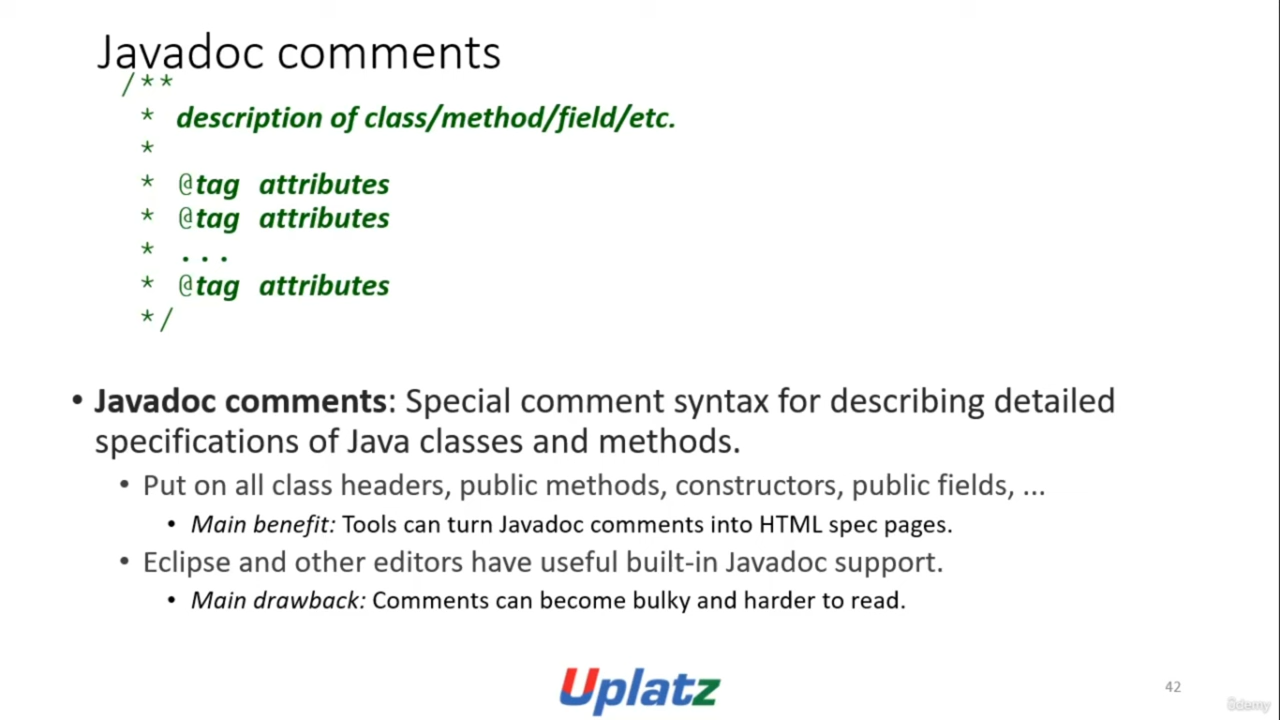 Javadoc comments
/**
* description of class/method/field/etc.
*
* @tag attributes
* @tag attributes
* ...
* @tag attributes
*/
• Javadoc comments: Special comment syntax for describing detailed
specifications of Java classes and methods.
• Put on all class headers, public methods, constructors, public fields, ...
• Main benefit: Tools can turn Javadoc comments into HTML spec pages.
• Eclipse and other editors have useful built-in Javadoc support.
• Main drawback: Comments can become bulky and harder to read.
Uplatz
42
ûdemy